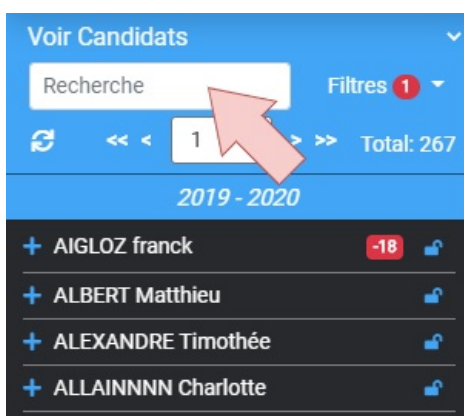 Voir Candidats
Recherche Filtres 1
<< < 1 > >> Total: 267
2019 - 2020
+ AIGLOZ franck -18
+ ALBERT Matthieu
+ ALEXANDRE Timothée
+ ALLAINNNN Charlotte